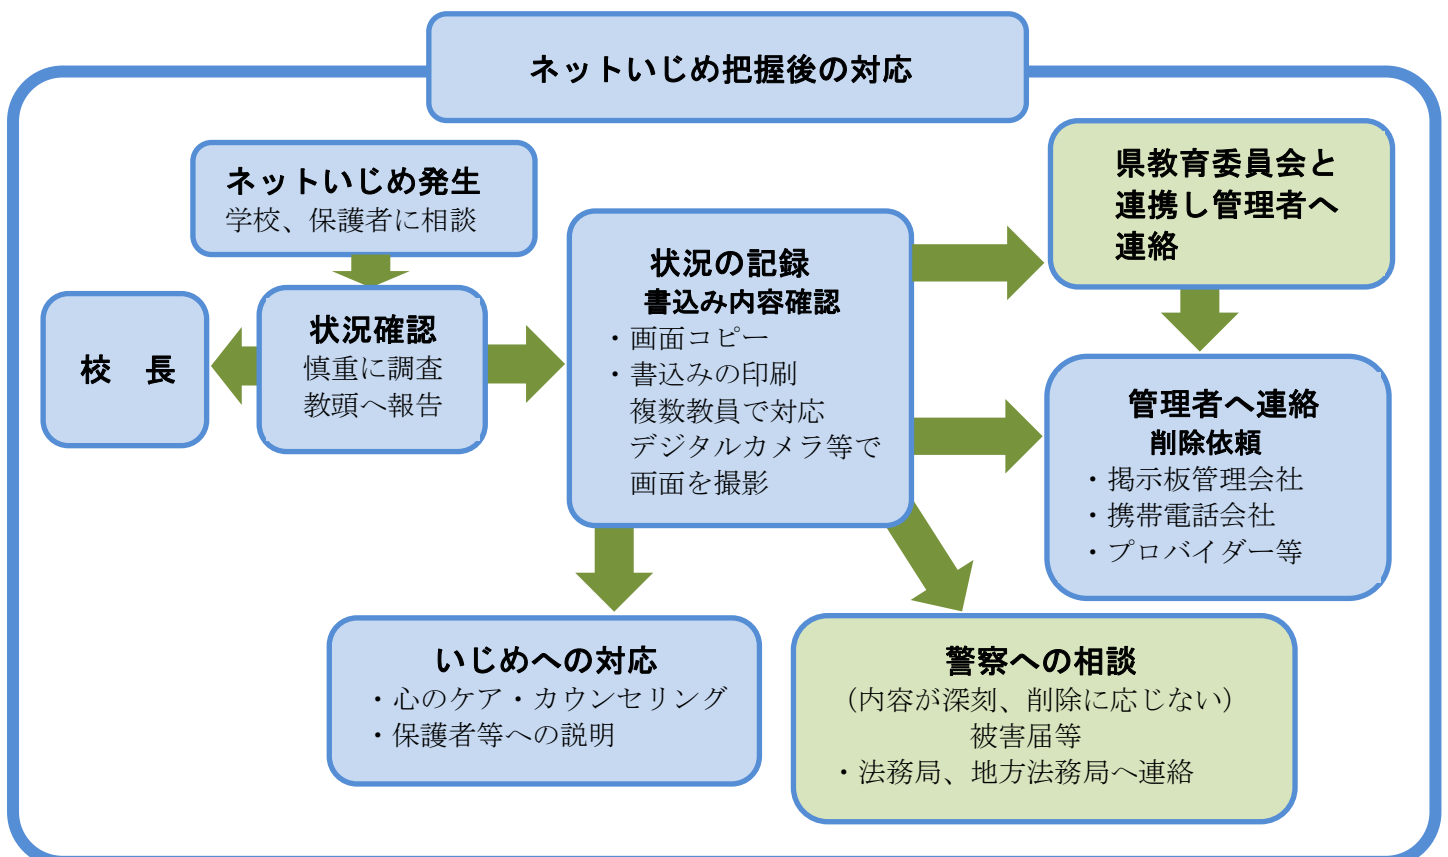 ネットいじめ把握後の対応
ネットいじめ発生
学校、保護者に相談
校　長
状況確認
慎重に調査
教頭へ報告
状況の記録
書込み内容確認
・画面コピー
・書込みの印刷
複数教員で対応
デジタルカメラ等で
画面を撮影
県教育委員会と
連携し管理者へ
連絡
管理者へ連絡
削除依頼
・掲示板管理会社
・携帯電話会社
・プロバイダー等
いじめへの対応
・心のケア・カウンセリング
・保護者等への説明
警察への相談
（内容が深刻、削除に応じない）
被害届等
・法務局、地方法務局へ連絡